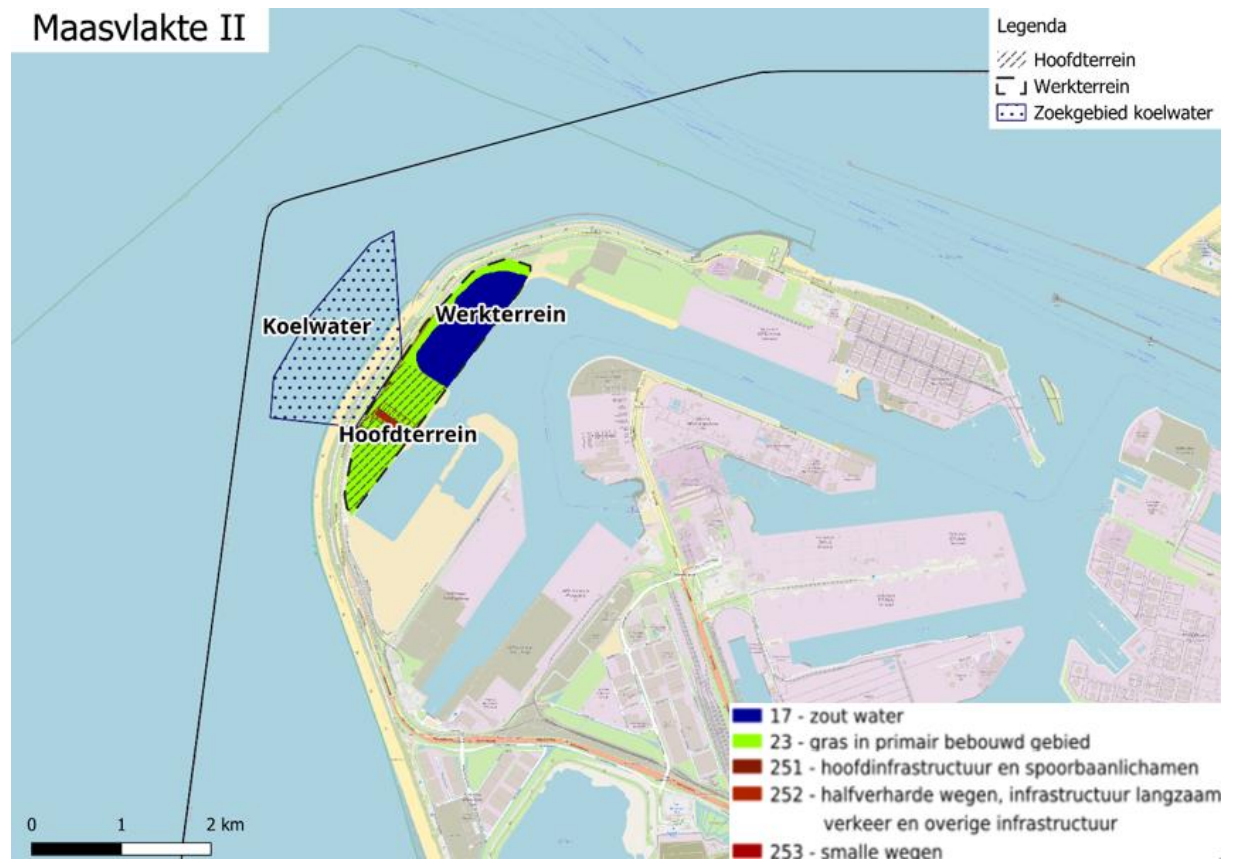 Maasvlakte II
Legenda
Hoofdterrein
Werkterrein
Zoekgebied koelwater
Werkterrein
Koelwater
Hoofdterrein
17 - zout water
23 - gras in primair bebouwd gebied
251 - hoofdinfrastructuur en spoorbaanlichamen
252 - halfverharde wegen, infrastructuur langzaam
verkeer en overige infrastructuur
253 - smalle wegen
0 1 2 km